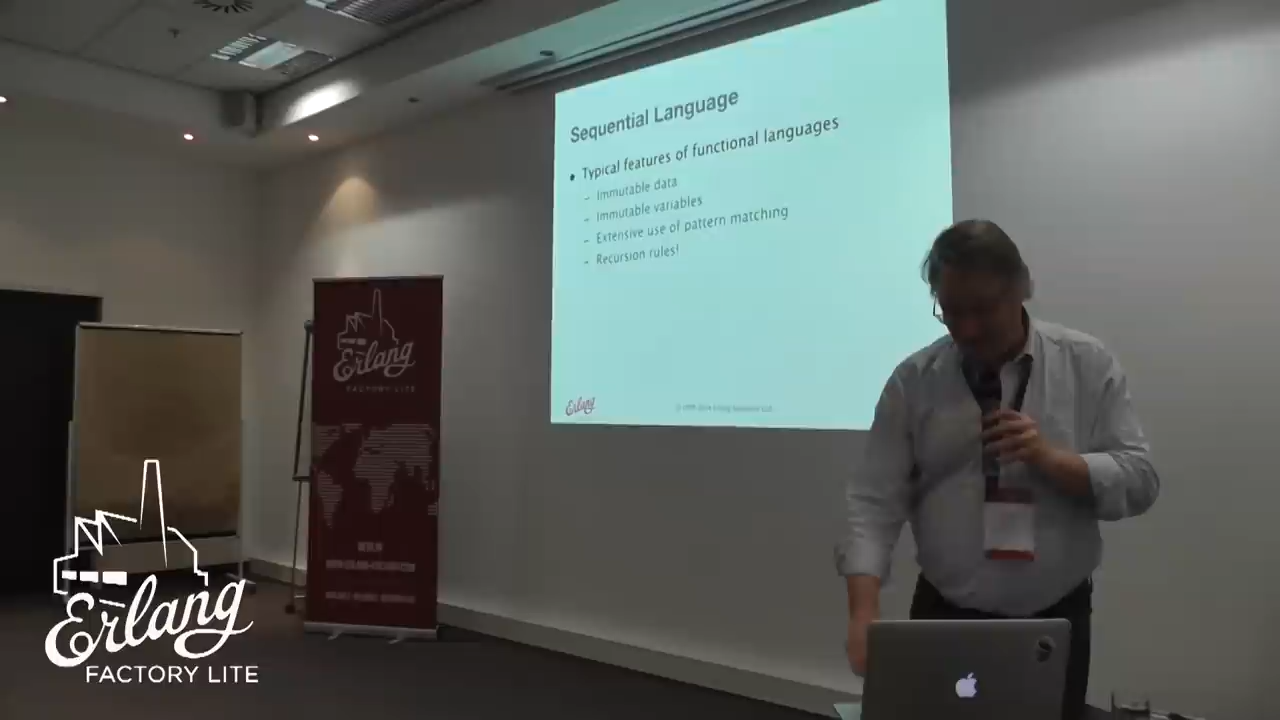 Sequential Language
• Typical features of functional languages
– Immutable data
– Immutable variables
– Extensive use of pattern matching
– Recursion rules!
Erlang
Erlang
FACTORY LITE
BERLIN
Erlang
FACTORY LITE